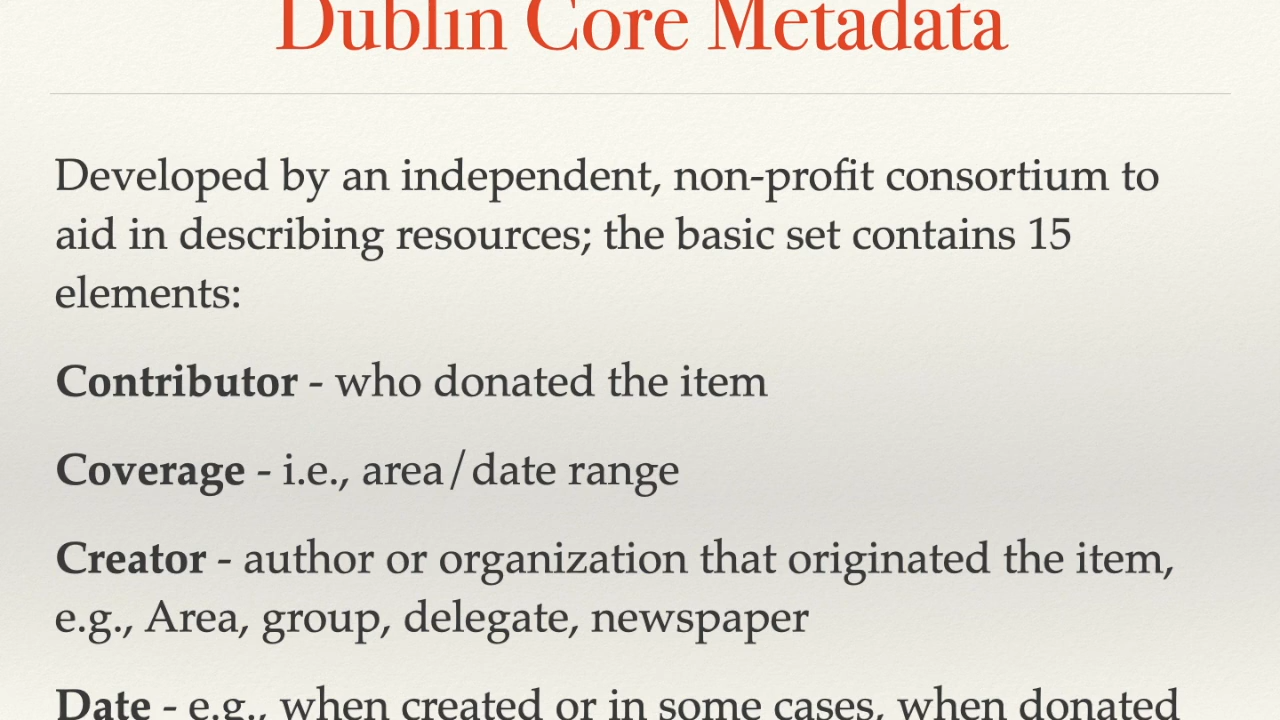 Dublin Core Metadata
Developed by an independent, non-profit consortium to
aid in describing resources; the basic set contains 15
elements:
Contributor - who donated the item
Coverage - i.e., area/date range
Creator - author or organization that originated the item,
e.g., Area, group, delegate, newspaper
Date - e.g., when created or in some cases, when donated